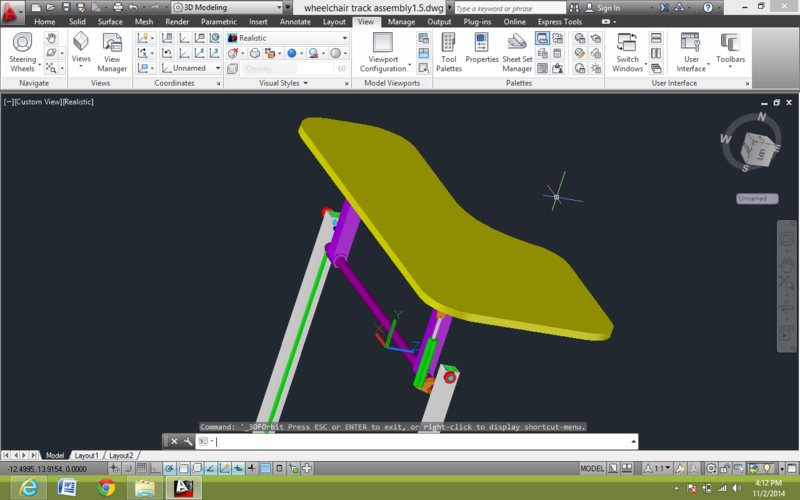 3D Modeling
wheelchair track assembly1.5.dwg
Type a keyword or phrase
Sign In
Home Solid Surface Mesh Render Parametric Insert Annotate Layout View Manage Output Plug-ins Online Express Tools
Steering Wheels
Views
View Manager
Unnamed
Realistic
Opacity 60
Viewport Configuration
Tool Palettes
Properties
Sheet Set Manager
Switch Windows
User Interface
Toolbars
Navigate Views Coordinates Visual Styles Model Viewports Palettes User Interface
[−][Custom View][Realistic]
N
W
S
LEFT
Unnamed
X
Y
Z
Command: '_3DFOrbit Press ESC or ENTER to exit, or right-click to display shortcut-menu.
Model Layout1 Layout2
-12.4995, 13.9154, 0.0000
MODEL
1:1
4:12 PM
11/2/2014